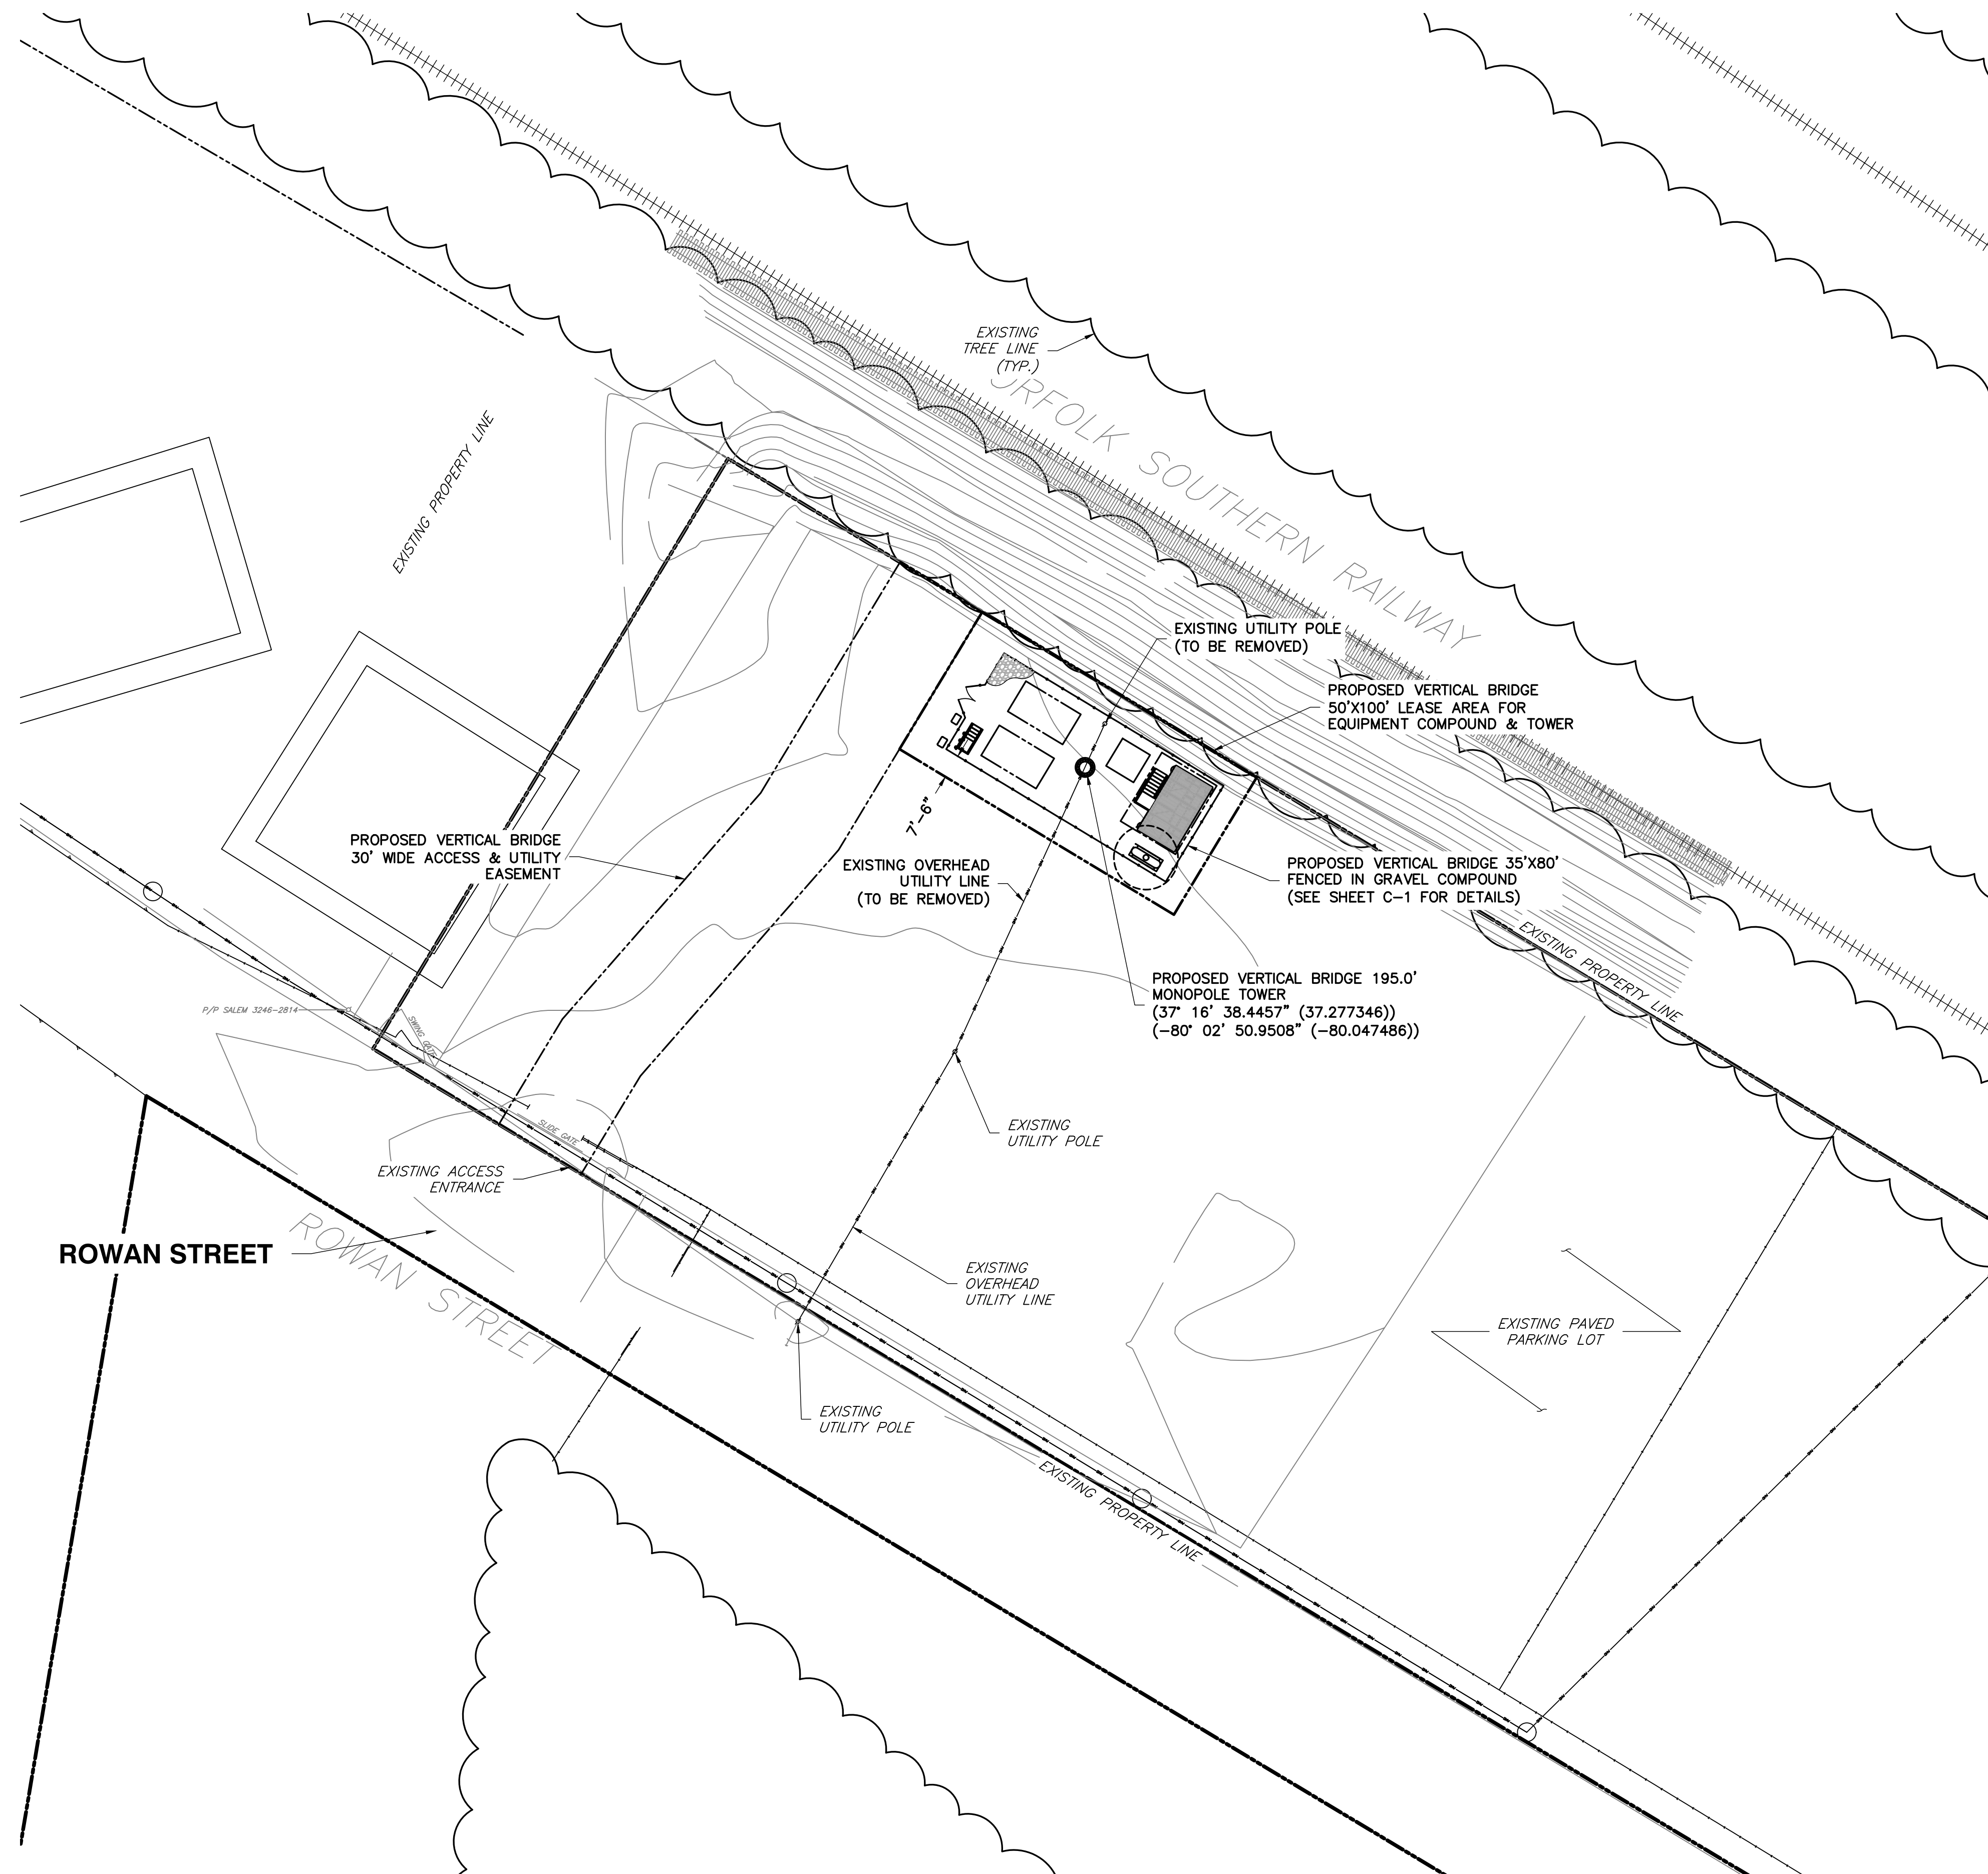 EXISTING
TREE LINE
(TYP.)
ORFOLK SOUTHERN RAILWAY
EXISTING PROPERTY LINE
EXISTING UTILITY POLE
(TO BE REMOVED)
PROPOSED VERTICAL BRIDGE
50'X100' LEASE AREA FOR
EQUIPMENT COMPOUND & TOWER
7'-6"
PROPOSED VERTICAL BRIDGE
30' WIDE ACCESS & UTILITY
EASEMENT
EXISTING OVERHEAD
UTILITY LINE
(TO BE REMOVED)
PROPOSED VERTICAL BRIDGE 35'X80'
FENCED IN GRAVEL COMPOUND
(SEE SHEET C-1 FOR DETAILS)
EXISTING PROPERTY LINE
PROPOSED VERTICAL BRIDGE 195.0'
MONOPOLE TOWER
(37° 16' 38.4457" (37.277346))
(-80° 02' 50.9508" (-80.047486))
P/P SALEM 3246-2814
SWING GATE
SLIDE GATE
EXISTING
UTILITY POLE
EXISTING ACCESS
ENTRANCE
ROWAN STREET
ROWAN STREET
EXISTING
OVERHEAD
UTILITY LINE
EXISTING PAVED
PARKING LOT
EXISTING
UTILITY POLE
EXISTING PROPERTY LINE